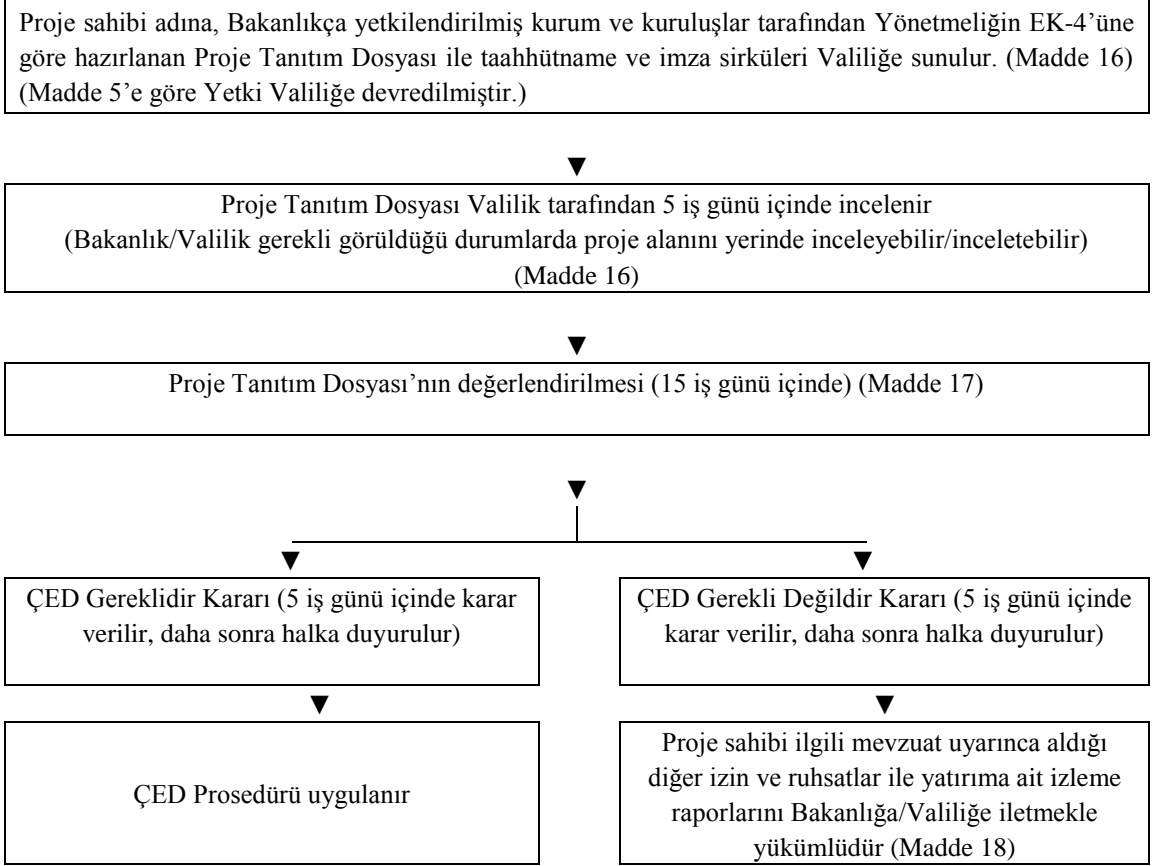 Proje sahibi adına, Bakanlıkça yetkilendirilmiş kurum ve kuruluşlar tarafından Yönetmeliğin EK-4’üne
göre hazırlanan Proje Tanıtım Dosyası ile taahhütname ve imza sirküleri Valiliğe sunulur. (Madde 16)
(Madde 5’e göre Yetki Valiliğe devredilmiştir.)
Proje Tanıtım Dosyası Valilik tarafından 5 iş günü içinde incelenir
(Bakanlık/Valilik gerekli görüldüğü durumlarda proje alanını yerinde inceleyebilir/inceletebilir)
(Madde 16)
Proje Tanıtım Dosyası’nın değerlendirilmesi (15 iş günü içinde) (Madde 17)
ÇED Gereklidir Kararı (5 iş günü içinde karar
verilir, daha sonra halka duyurulur)
ÇED Gerekli Değildir Kararı (5 iş günü içinde
karar verilir, daha sonra halka duyurulur)
ÇED Prosedürü uygulanır
Proje sahibi ilgili mevzuat uyarınca aldığı
diğer izin ve ruhsatlar ile yatırıma ait izleme
raporlarını Bakanlığa/Valiliğe iletmekle
yükümlüdür (Madde 18)